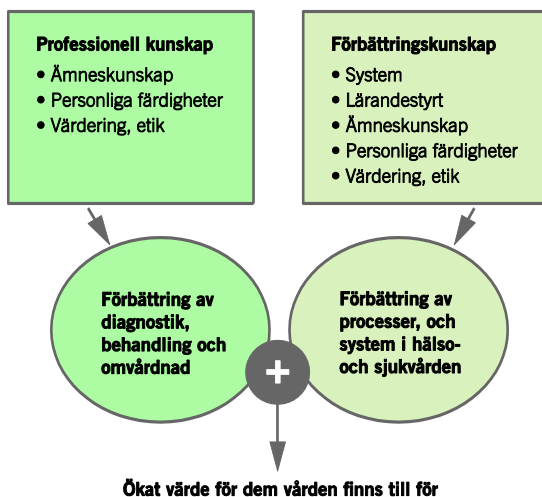 Professionell kunskap
• Ämneskunskap
• Personliga färdigheter
• Värdering, etik
Förbättringskunskap
• System
• Lärandestyrt
• Ämneskunskap
• Personliga färdigheter
• Värdering, etik
Förbättring av
diagnostik,
behandling och
omvårdnad
Förbättring av
processer, och
system i hälso-
och sjukvården
+
Ökat värde för dem vården finns till för